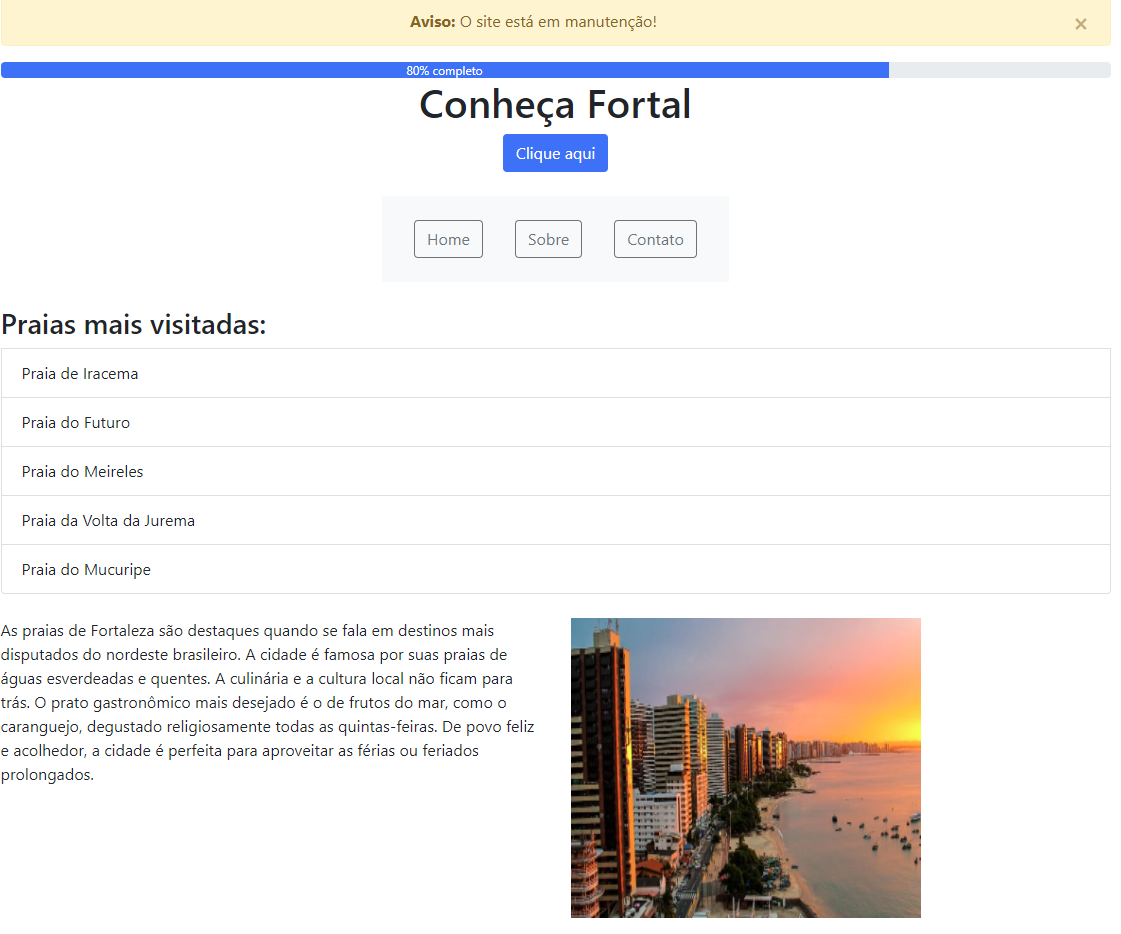 Aviso: O site está em manutenção! ×
80% completo
Conheça Fortal
Clique aqui
Home Sobre Contato
Praias mais visitadas:
Praia de Iracema
Praia do Futuro
Praia do Meireles
Praia da Volta da Jurema
Praia do Mucuripe
As praias de Fortaleza são destaques quando se fala em destinos mais
disputados do nordeste brasileiro. A cidade é famosa por suas praias de
águas esverdeadas e quentes. A culinária e a cultura local não ficam para
trás. O prato gastronômico mais desejado é o de frutos do mar, como o
caranguejo, degustado religiosamente todas as quintas-feiras. De povo feliz
e acolhedor, a cidade é perfeita para aproveitar as férias ou feriados
prolongados.